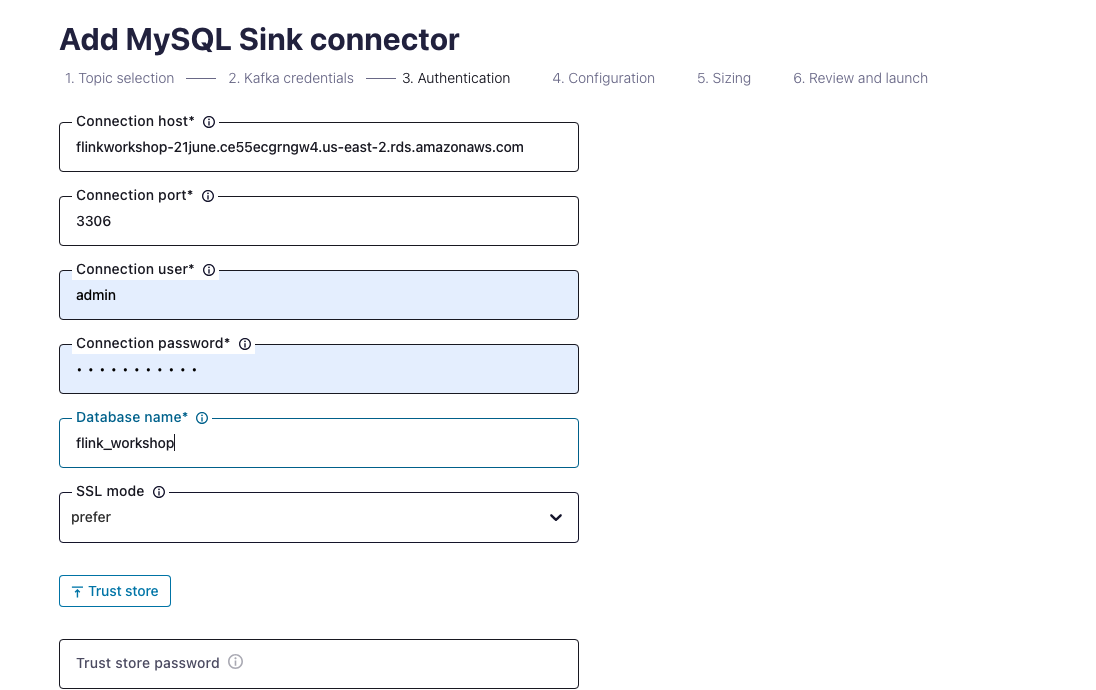 Add MySQL Sink connector
1. Topic selection 2. Kafka credentials 3. Authentication 4. Configuration 5. Sizing 6. Review and launch
Connection host*
flinkworkshop-21june.ce55ecgrngw4.us-east-2.rds.amazonaws.com
Connection port*
3306
Connection user*
admin
Connection password*
• • • • • • • • • • •
Database name*
flink_workshop
SSL mode
prefer
Trust store
Trust store password